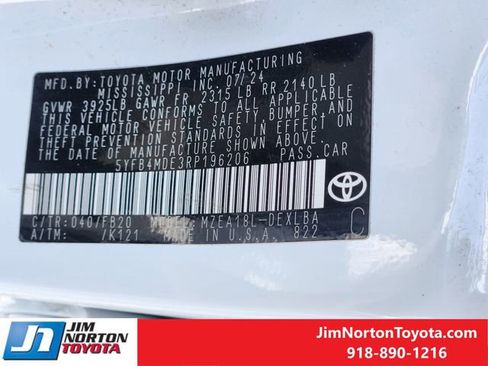 MFD.BY:TOYOTA MOTOR MANUFACTURING
MISSISSIPPI, INC. 07/24
GVWR 3925LB GAWR FR. 2315LB RR 2140LB
THIS VEHICLE CONFORMS TO ALL APPLICABLE
FEDERAL MOTOR VEHICLE SAFETY, BUMPER, AND
THEFT PREVENTION STANDARDS IN EFFECT ON
THE DATE OF MANUFACTURE SHOWN ABOVE.
5YFB4MDE3RP196206 PASS.CAR
TOYOTA
C/TR: 040/FB20 MODEL: MZEA18L-DEXLBA
A/TM: /K121 MADE IN U.S.A. 822 C
JIM
NORTON
TOYOTA
JimNortonToyota.com
918-890-1216